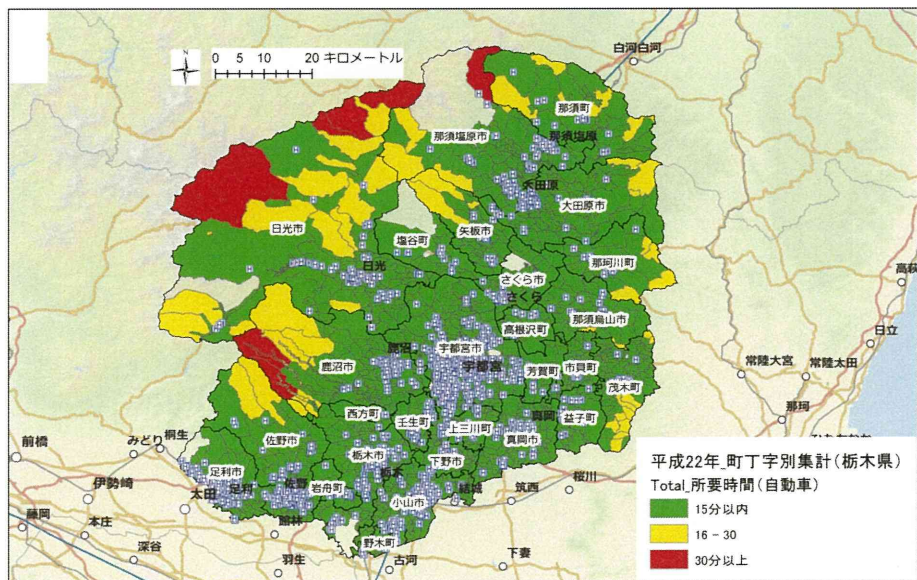 N
0 5 10 20 キロメートル
白河白河
那須町
那須塩原市
那須塩原
大田原
大田原市
日光市
塩谷町
矢板市
日光
那珂川町
さくら市
さくら
高萩
高根沢町
那須烏山市
日立
宇都宮市
鹿沼
宇都宮
鹿沼市
芳賀町
市貝町
常陸大宮
常陸太田
茂木町
西方町
壬生町
上三川町
真岡
真岡市
益子町
那珂
前橋
みどり
桐生
佐野市
栃木市
栃木
下野市
足利市
足利
佐野
岩舟町
小山市
結城
筑西
桜川
伊勢崎
太田
藤岡
本庄
館林
野木町
古河
深谷
羽生
下妻
平成22年_町丁字別集計(栃木県)
Total_所要時間(自動車)
15分以内
16 - 30
30分以上